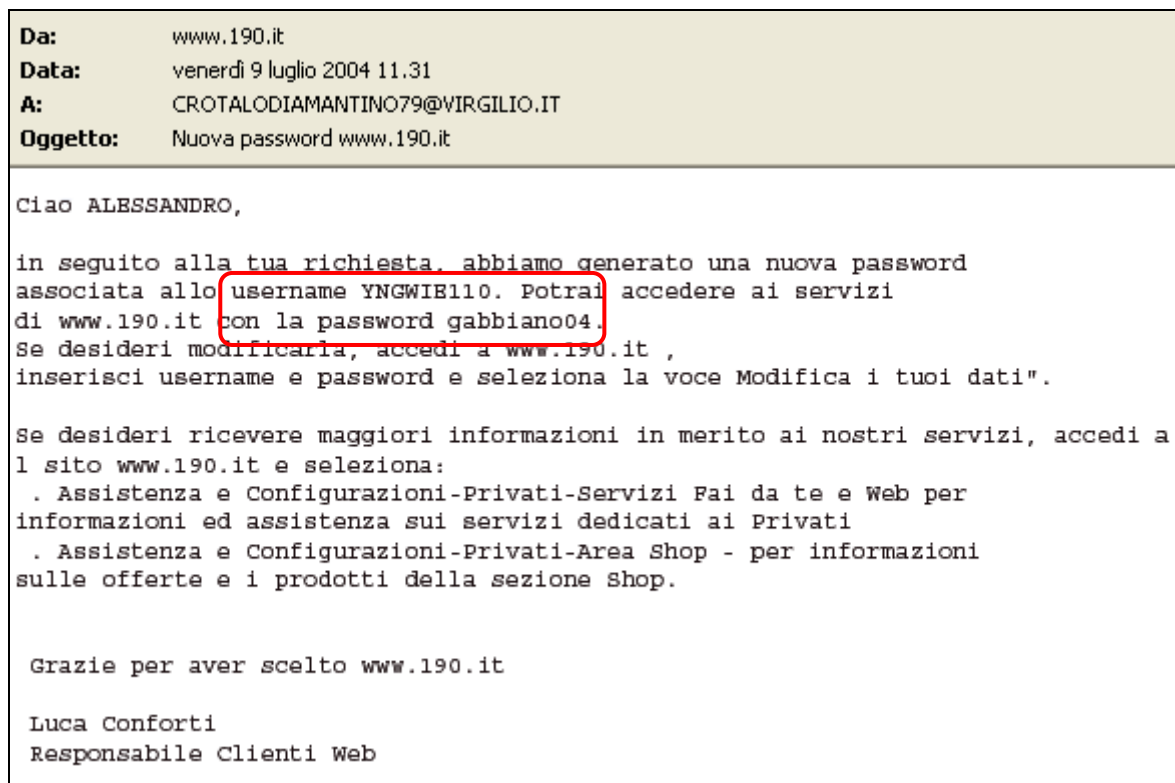 Da: www.190.it
Data: venerdì 9 luglio 2004 11.31
A: CROTALODIAMANTINO79@VIRGILIO.IT
Oggetto: Nuova password www.190.it
Ciao ALESSANDRO,
in seguito alla tua richiesta, abbiamo generato una nuova password
associata allo username YNGWIE110. Potrai accedere ai servizi
di www.190.it con la password gabbiano04.
Se desideri modificarla, accedi a www.190.it ,
inserisci username e password e seleziona la voce Modifica i tuoi dati".
Se desideri ricevere maggiori informazioni in merito ai nostri servizi, accedi a
l sito www.190.it e seleziona:
. Assistenza e Configurazioni-Privati-Servizi Fai da te e Web per
informazioni ed assistenza sui servizi dedicati ai Privati
. Assistenza e Configurazioni-Privati-Area Shop - per informazioni
sulle offerte e i prodotti della sezione Shop.
Grazie per aver scelto www.190.it
Luca Conforti
Responsabile Clienti Web